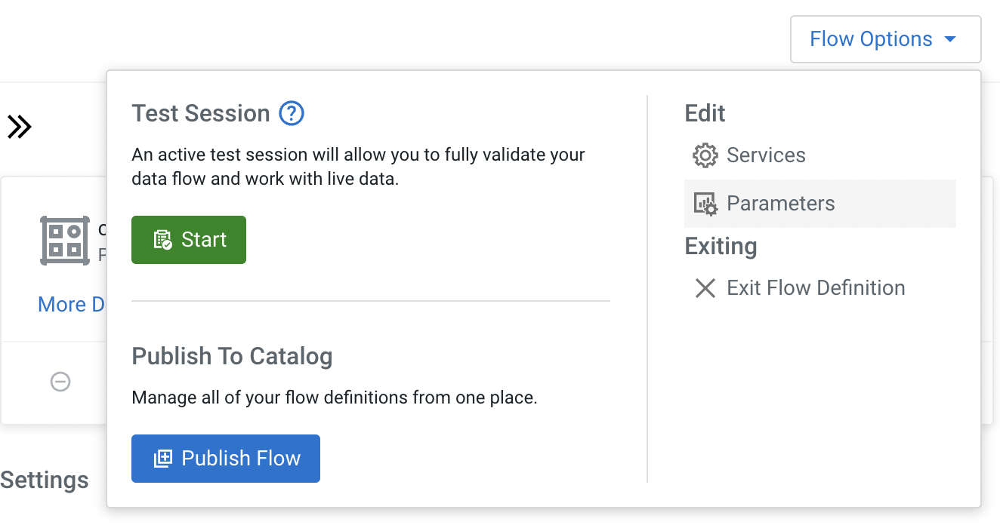 Flow Options
Test Session
An active test session will allow you to fully validate your
data flow and work with live data.
Start
Publish To Catalog
Manage all of your flow definitions from one place.
Publish Flow
Edit
Services
Parameters
Exiting
Exit Flow Definition
More D
Settings